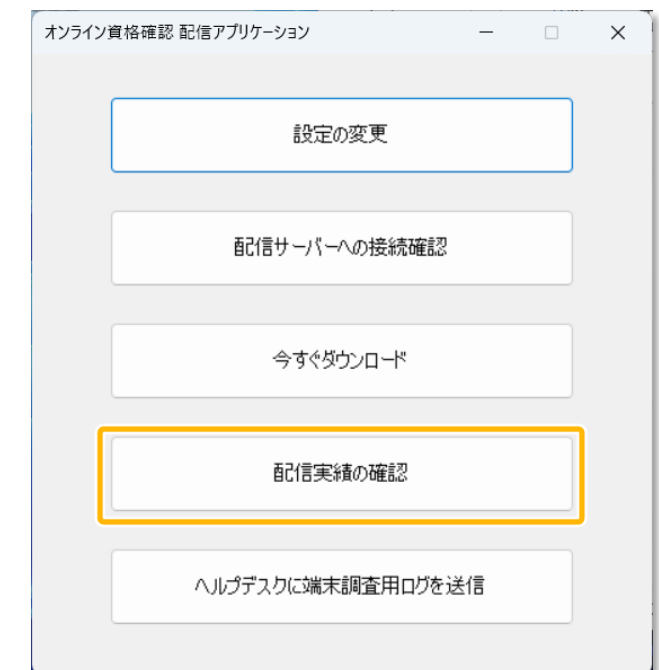 オンライン資格確認 配信アプリケーション
設定の変更
配信サーバーへの接続確認
今すぐダウンロード
配信実績の確認
ヘルプデスクに端末調査用ログを送信